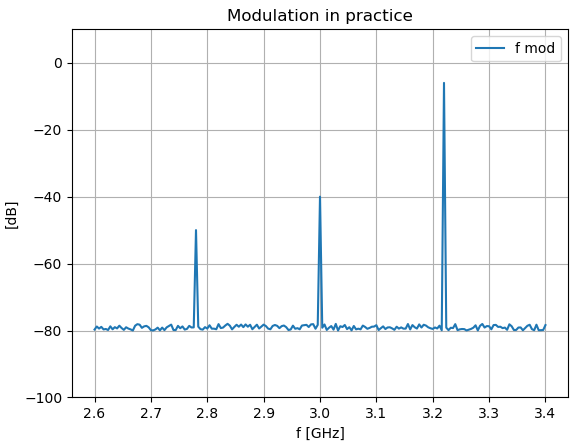 Modulation in practice
f mod
[dB]
0
−20
−40
−60
−80
−100
2.6 2.7 2.8 2.9 3.0 3.1 3.2 3.3 3.4
f [GHz]